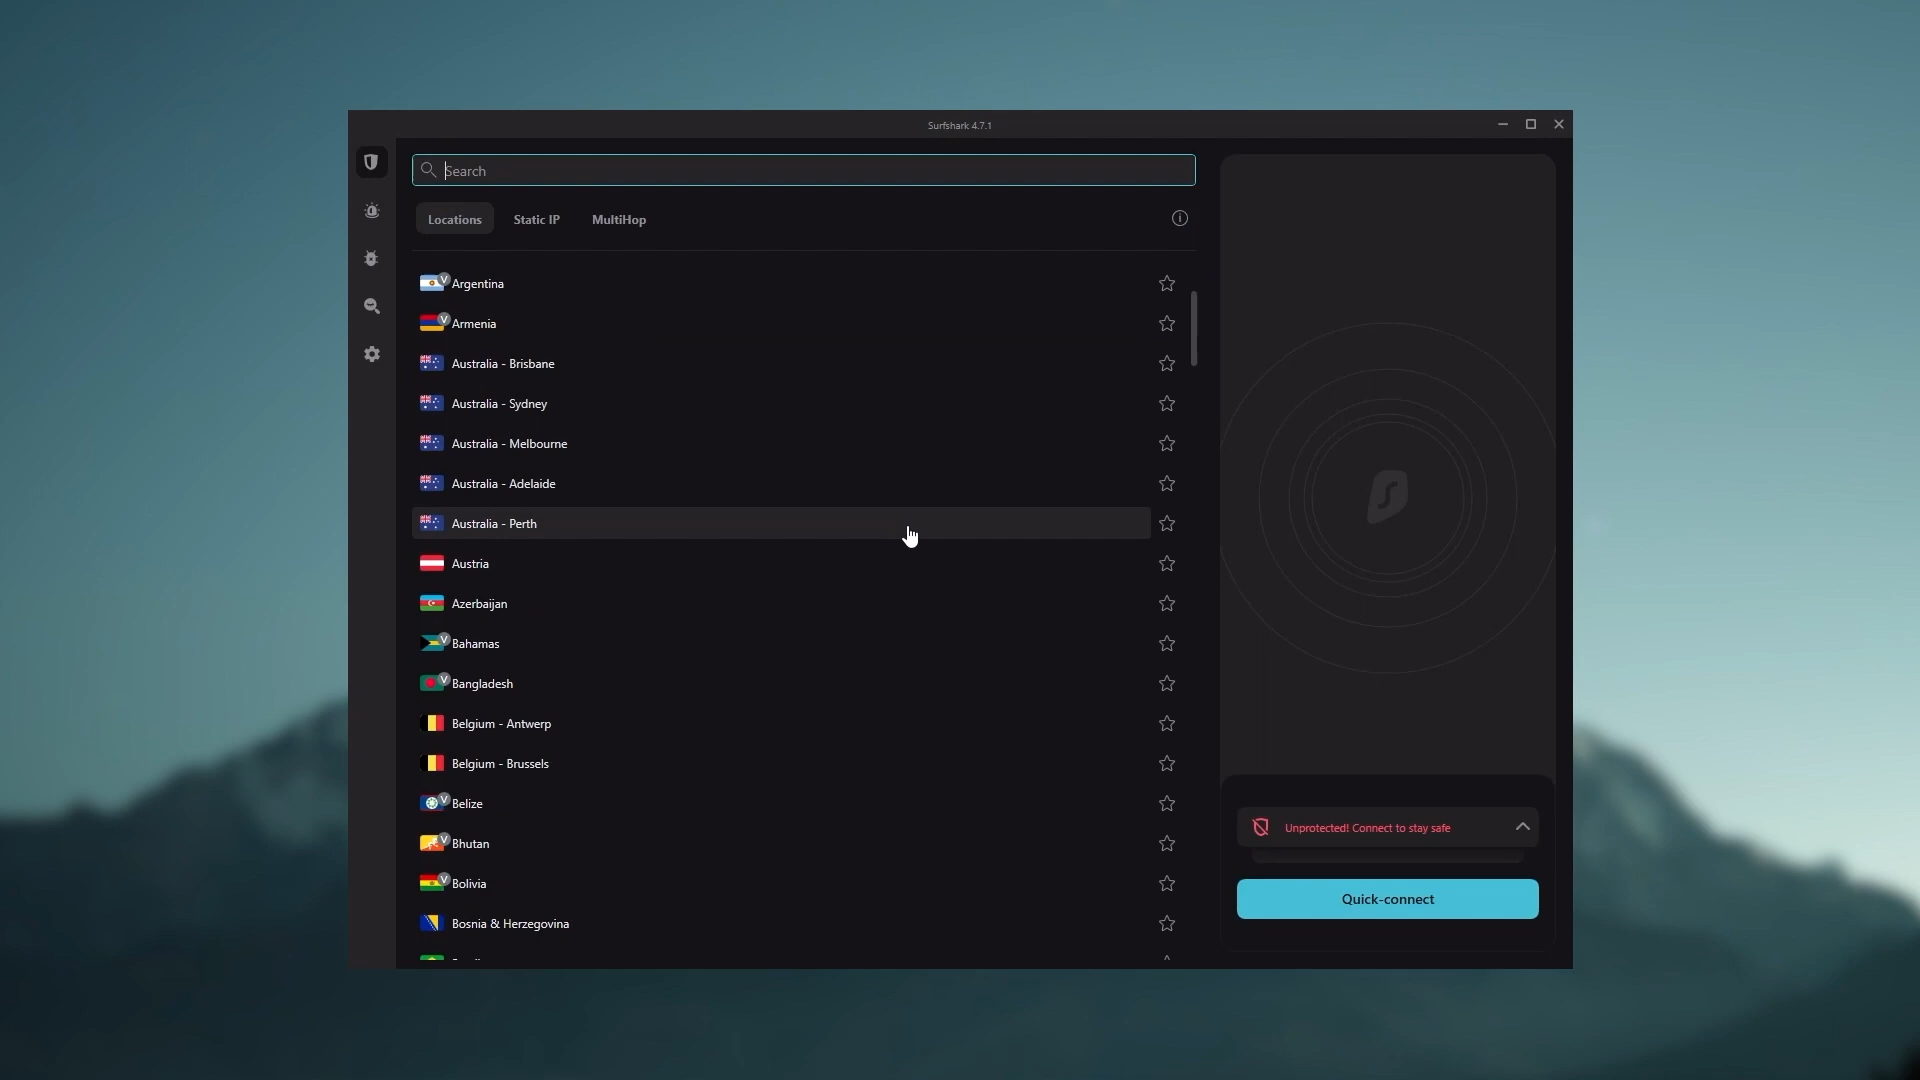 Surfshark 4.7.1
Search
Locations
Static IP
MultiHop
V Argentina
V Armenia
Australia - Brisbane
Australia - Sydney
Australia - Melbourne
Australia - Adelaide
Australia - Perth
Austria
Azerbaijan
V Bahamas
V Bangladesh
Belgium - Antwerp
Belgium - Brussels
V Belize
V Bhutan
V Bolivia
Bosnia & Herzegovina
Unprotected! Connect to stay safe
Quick-connect